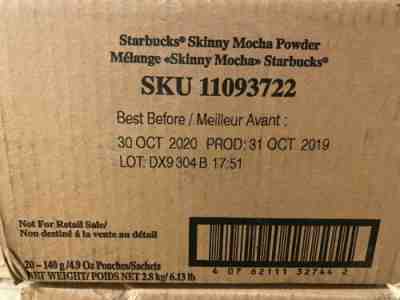 Starbucks® Skinny Mocha Powder
Mélange «Skinny Mocha» Starbucks®
SKU 11093722
Best Before / Meilleur Avant :
30 OCT 2020 PROD: 31 OCT 2019
LOT: DX9 304 B 17:51
Not For Retail Sale/
Non destiné à la vente au détail
20 – 140 g/4.9 Oz Pouches/Sachets
NET WEIGHT/POIDS NET 2.8 kg/6.13 lb
4 07 62111 32744 2